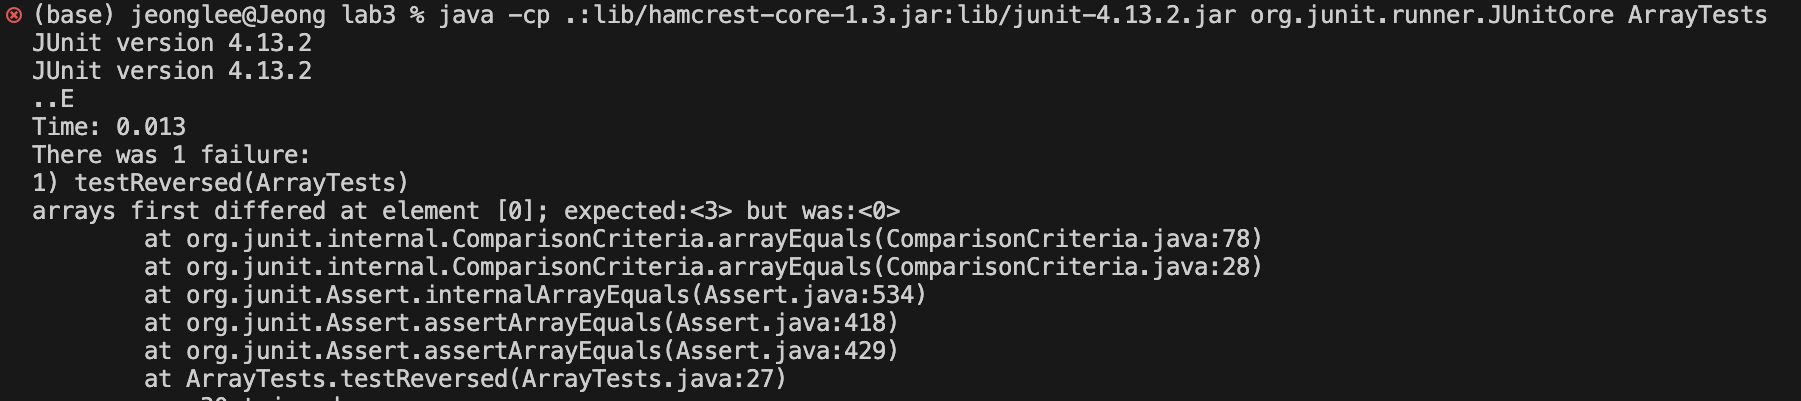 (base) jeonglee@Jeong lab3 % java -cp .:lib/hamcrest-core-1.3.jar:lib/junit-4.13.2.jar org.junit.runner.JUnitCore ArrayTests
JUnit version 4.13.2
JUnit version 4.13.2
..E
Time: 0.013
There was 1 failure:
1) testReversed(ArrayTests)
arrays first differed at element [0]; expected:<3> but was:<0>
at org.junit.internal.ComparisonCriteria.arrayEquals(ComparisonCriteria.java:78)
at org.junit.internal.ComparisonCriteria.arrayEquals(ComparisonCriteria.java:28)
at org.junit.Assert.internalArrayEquals(Assert.java:534)
at org.junit.Assert.assertArrayEquals(Assert.java:418)
at org.junit.Assert.assertArrayEquals(Assert.java:429)
at ArrayTests.testReversed(ArrayTests.java:27)